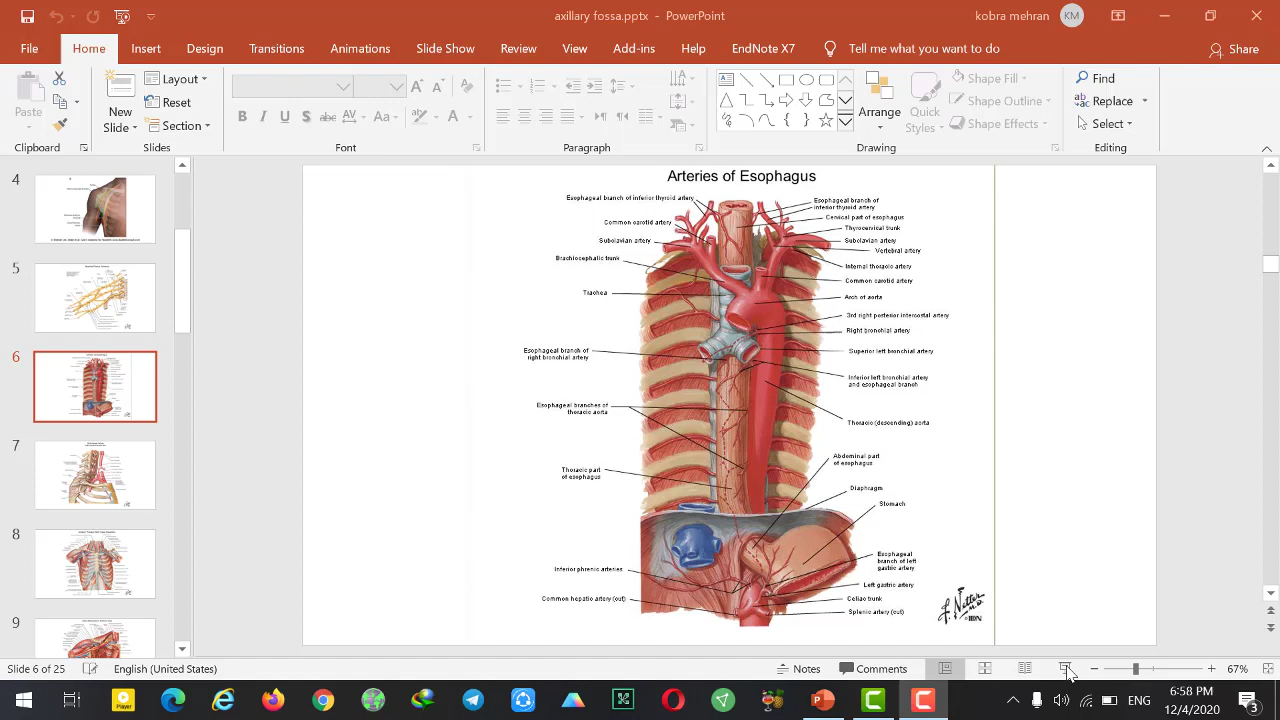 axillary fossa.pptx - PowerPoint
kobra mehran
KM
File
Home
Insert
Design
Transitions
Animations
Slide Show
Review
View
Add-ins
Help
EndNote X7
Tell me what you want to do
Share
Paste
New
Slide
Layout
Reset
Section
Shape Fill
Shape Outline
Shape Effects
Arrange
Quick
Styles
Find
Replace
Select
Clipboard
Slides
Font
Paragraph
Drawing
Editing
4
7
8
Arteries of Esophagus
Esophageal branch of inferior thyroid artery
Common carotid artery
Subclavian artery
Brachiocephalic trunk
Trachea
Esophageal branch of
right bronchial artery
Esophageal branches of
thoracic aorta
Thoracic part
of esophagus
Inferior phrenic arteries
Common hepatic artery (cut)
Esophageal branch of
inferior thyroid artery
Cervical part of esophagus
Thyrocervical trunk
Subclavian artery
Vertebral artery
Internal thoracic artery
Common carotid artery
Arch of aorta
3rd right posterior intercostal artery
Right bronchial artery
Superior left bronchial artery
Inferior left bronchial artery
and esophageal branch
Thoracic (descending) aorta
Abdominal part
of esophagus
Diaphragm
Stomach
Esophageal
branch of left
gastric artery
Left gastric artery
Celiac trunk
Splenic artery (cut)
Slide 6 of 25
English (United States)
Notes
Comments
67%
Player
ENG
6:58 PM
12/4/2020
3